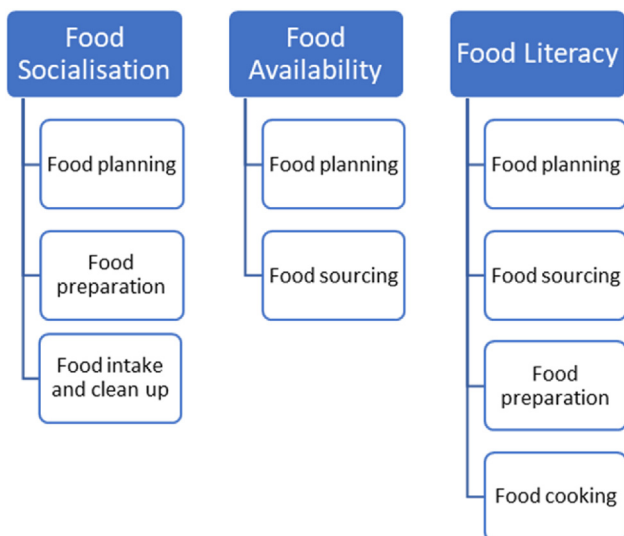 Food
Socialisation
Food planning
Food
preparation
Food intake
and clean up
Food
Availability
Food planning
Food sourcing
Food Literacy
Food planning
Food sourcing
Food
preparation
Food cooking